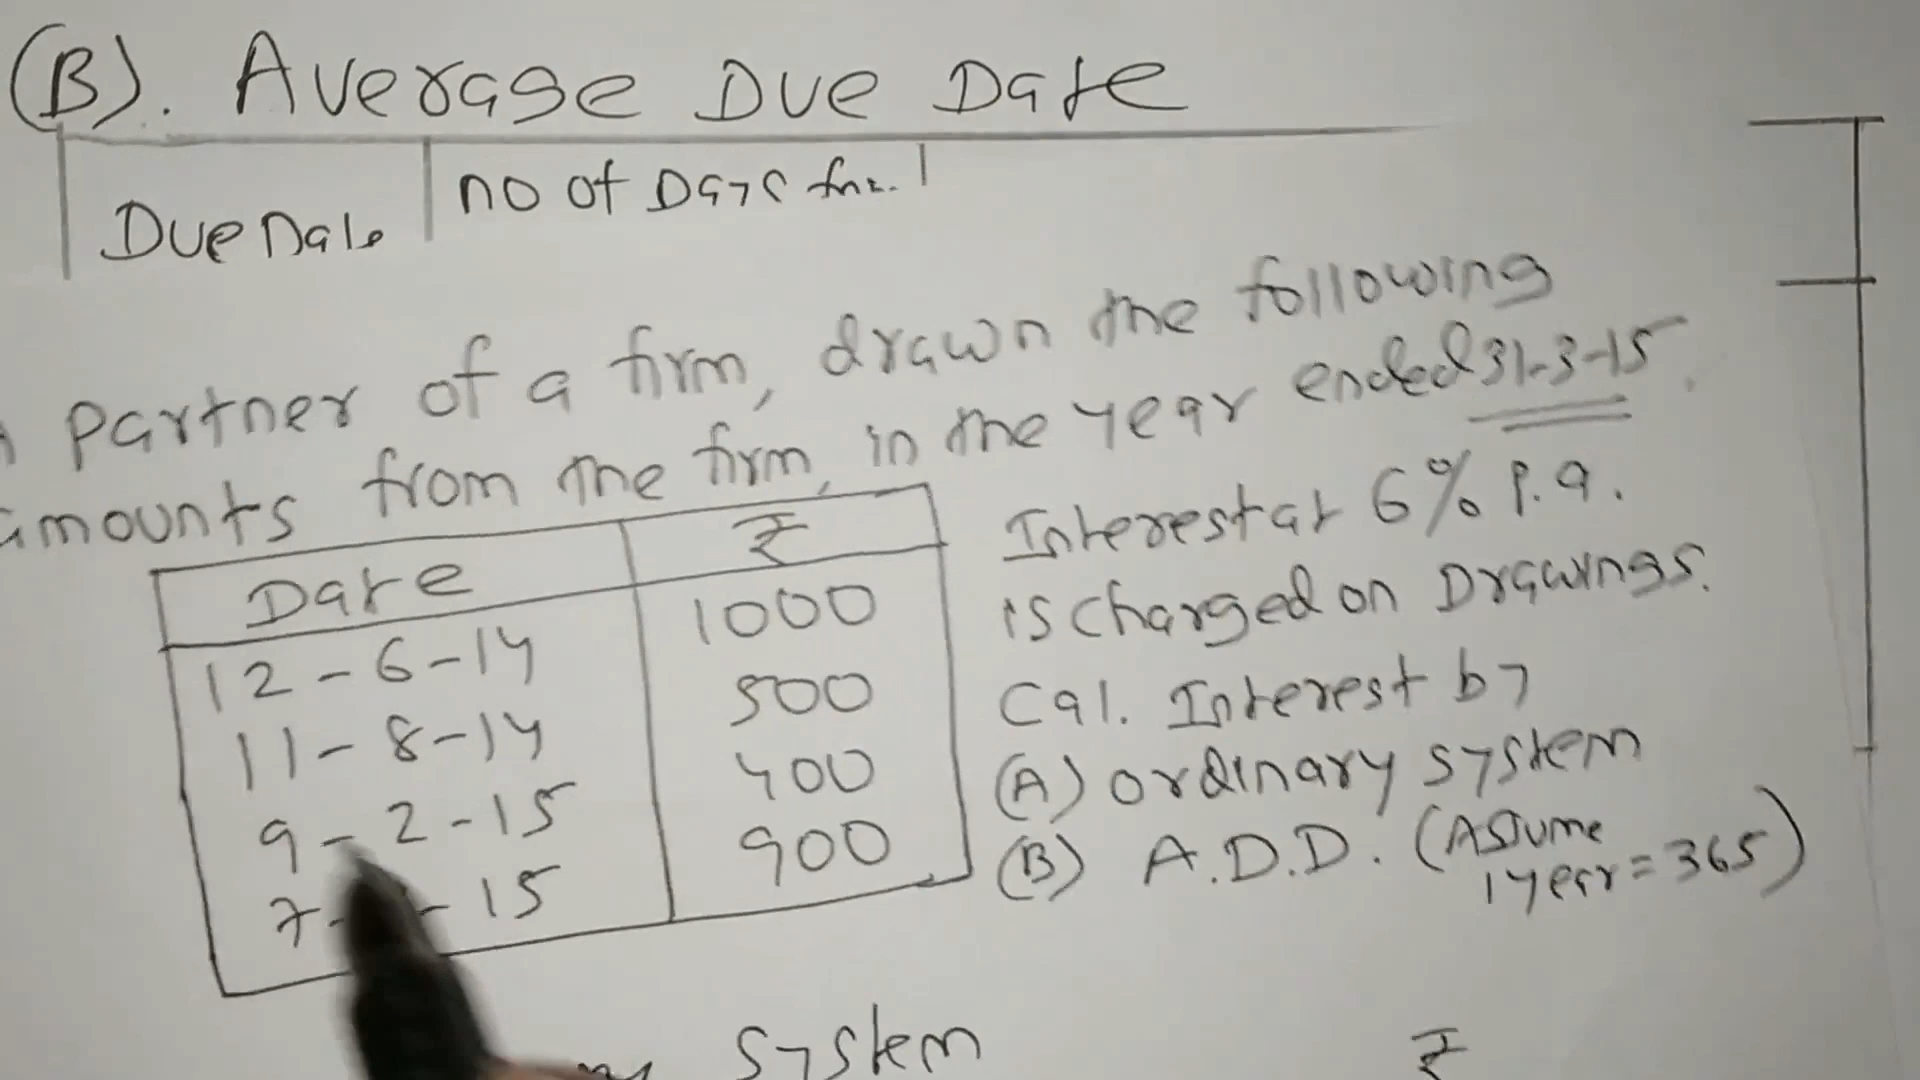 (B). Average Due Date
Due Date
no of Days fr.
Partner of a firm, drawn the following
amounts from the firm, in the year ended 31-3-15.
Date ₹
12-6-14 1000
11-8-14 500
9-2-15 400
7- -15 900
Interest at 6% P.a.
is charged on Drawings.
Cal. Interest by
(A) ordinary system
(B) A.D.D. (Assume
1 year = 365)
system ₹